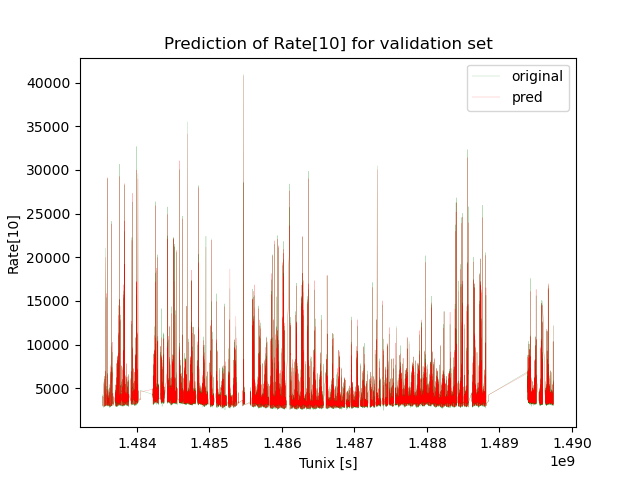 Prediction of Rate[10] for validation set
original
pred
Rate[10]
40000
35000
30000
25000
20000
15000
10000
5000
1.484 1.485 1.486 1.487 1.488 1.489 1.490
1e9
Tunix [s]